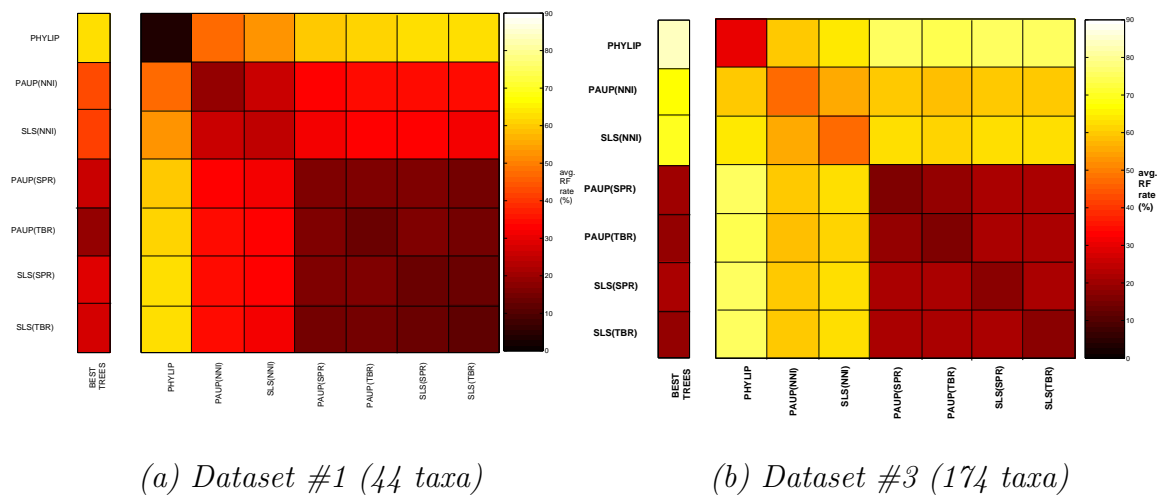 PHYLIP
PAUP(NNI)
SLS(NNI)
PAUP(SPR)
PAUP(TBR)
SLS(SPR)
SLS(TBR)
BEST
TREES
PHYLIP
PAUP(NNI)
SLS(NNI)
PAUP(SPR)
PAUP(TBR)
SLS(SPR)
SLS(TBR)
90
80
70
60
50
40
30
20
10
0
avg.
RF
rate
(%)
(a) Dataset #1 (44 taxa)
PHYLIP
PAUP(NNI)
SLS(NNI)
PAUP(SPR)
PAUP(TBR)
SLS(SPR)
SLS(TBR)
BEST
TREES
PHYLIP
PAUP(NNI)
SLS(NNI)
PAUP(SPR)
PAUP(TBR)
SLS(SPR)
SLS(TBR)
90
80
70
60
50
40
30
20
10
0
avg.
RF
rate
(%)
(b) Dataset #3 (174 taxa)